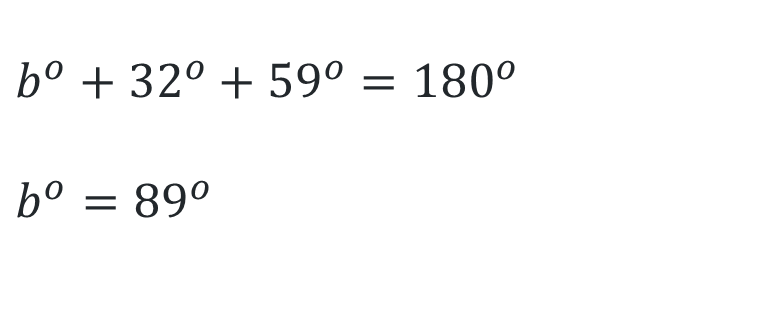 b° + 32° + 59° = 180°
b° = 89°